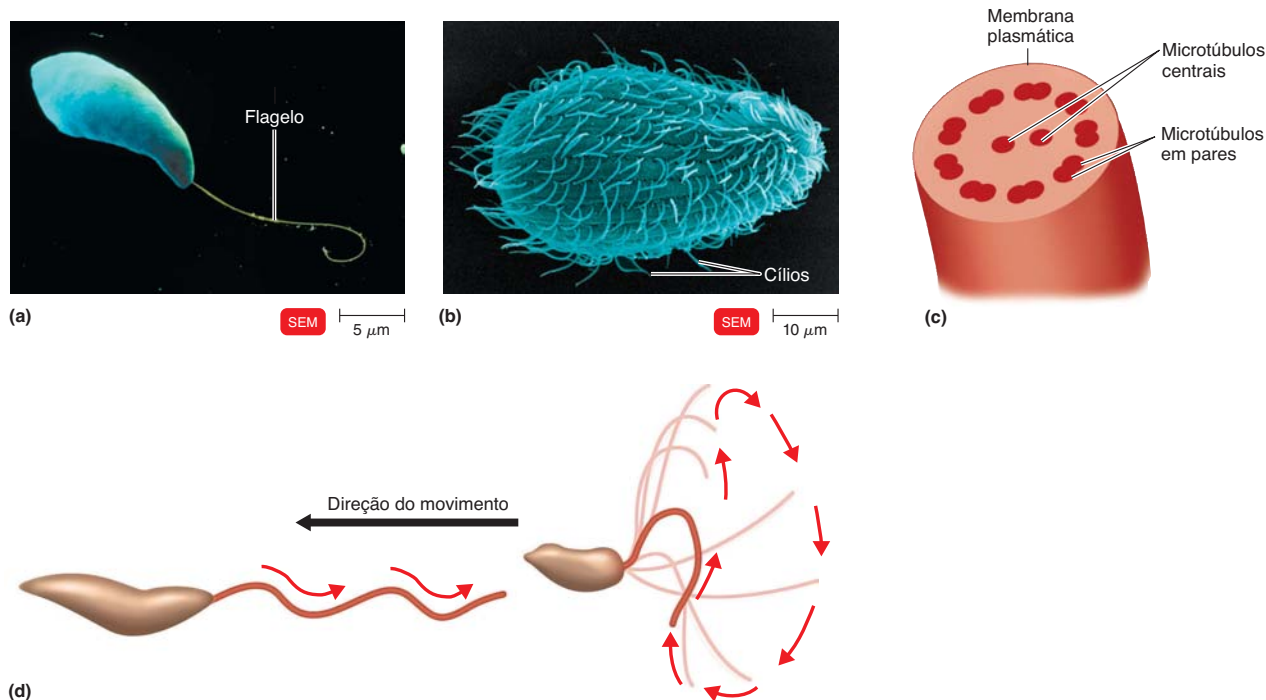 Flagelo
(a)
SEM
5 μm
Cílios
(b)
SEM
10 μm
Membrana
plasmática
Microtúbulos
centrais
Microtúbulos
em pares
(c)
Direção do movimento
(d)